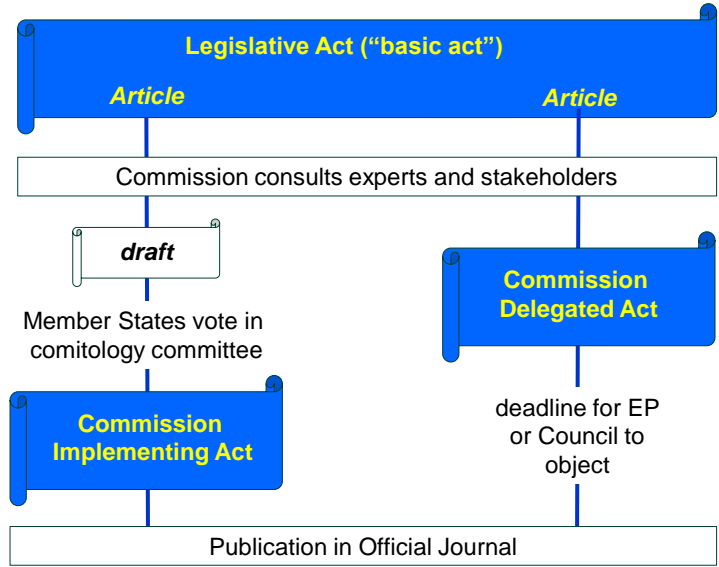 Legislative Act (“basic act”)
Article
Article
Commission consults experts and stakeholders
draft
Member States vote in
comitology committee
Commission
Implementing Act
Commission
Delegated Act
deadline for EP
or Council to
object
Publication in Official Journal